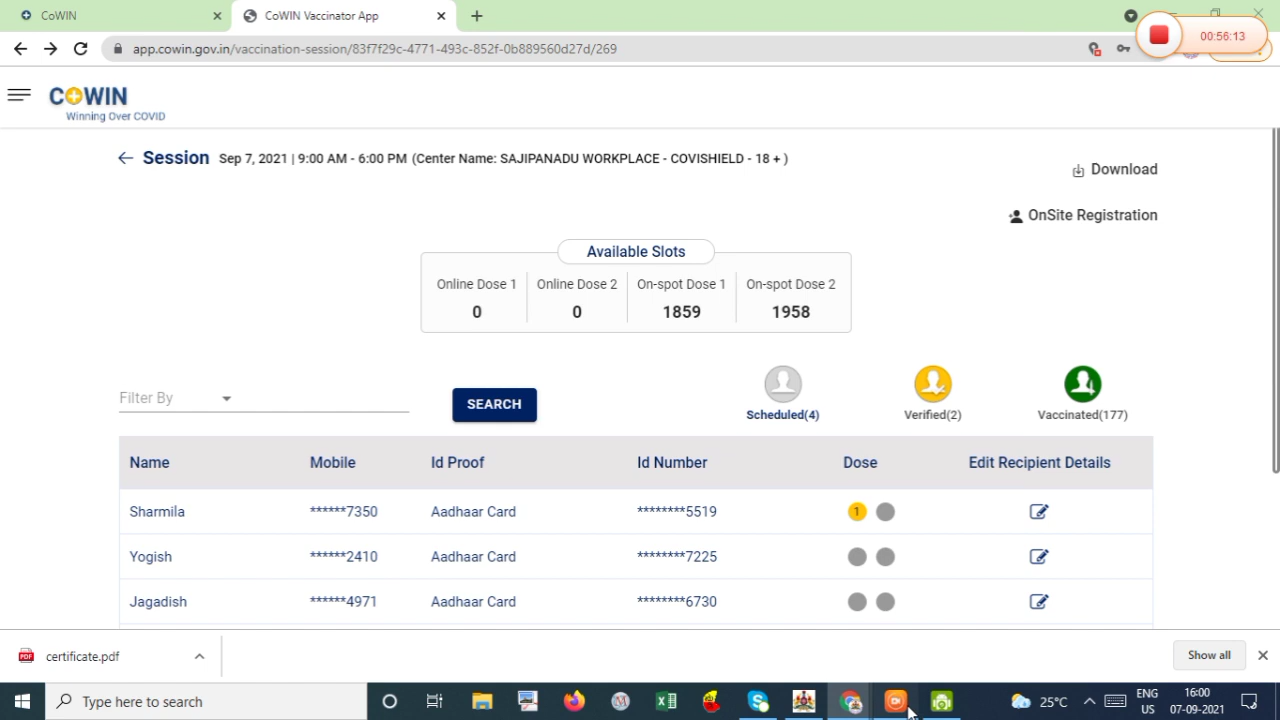 CoWIN
CoWIN Vaccinator App
app.cowin.gov.in/vaccination-session/83f7f29c-4771-493c-852f-0b889560d27d/269
00:56:13
COWIN
Winning Over COVID
Session Sep 7, 2021 | 9:00 AM - 6:00 PM (Center Name: SAJIPANADU WORKPLACE - COVISHIELD - 18 + )
Download
OnSite Registration
Available Slots
Online Dose 1 Online Dose 2 On-spot Dose 1 On-spot Dose 2
0 0 1859 1958
Filter By
SEARCH
Scheduled(4) Verified(2) Vaccinated(177)
Name Mobile Id Proof Id Number Dose Edit Recipient Details
Sharmila ******7350 Aadhaar Card ********5519 1
Yogish ******2410 Aadhaar Card ********7225
Jagadish ******4971 Aadhaar Card ********6730
PDF certificate.pdf
Show all
Type here to search
25°C
ENG
US
16:00
07-09-2021